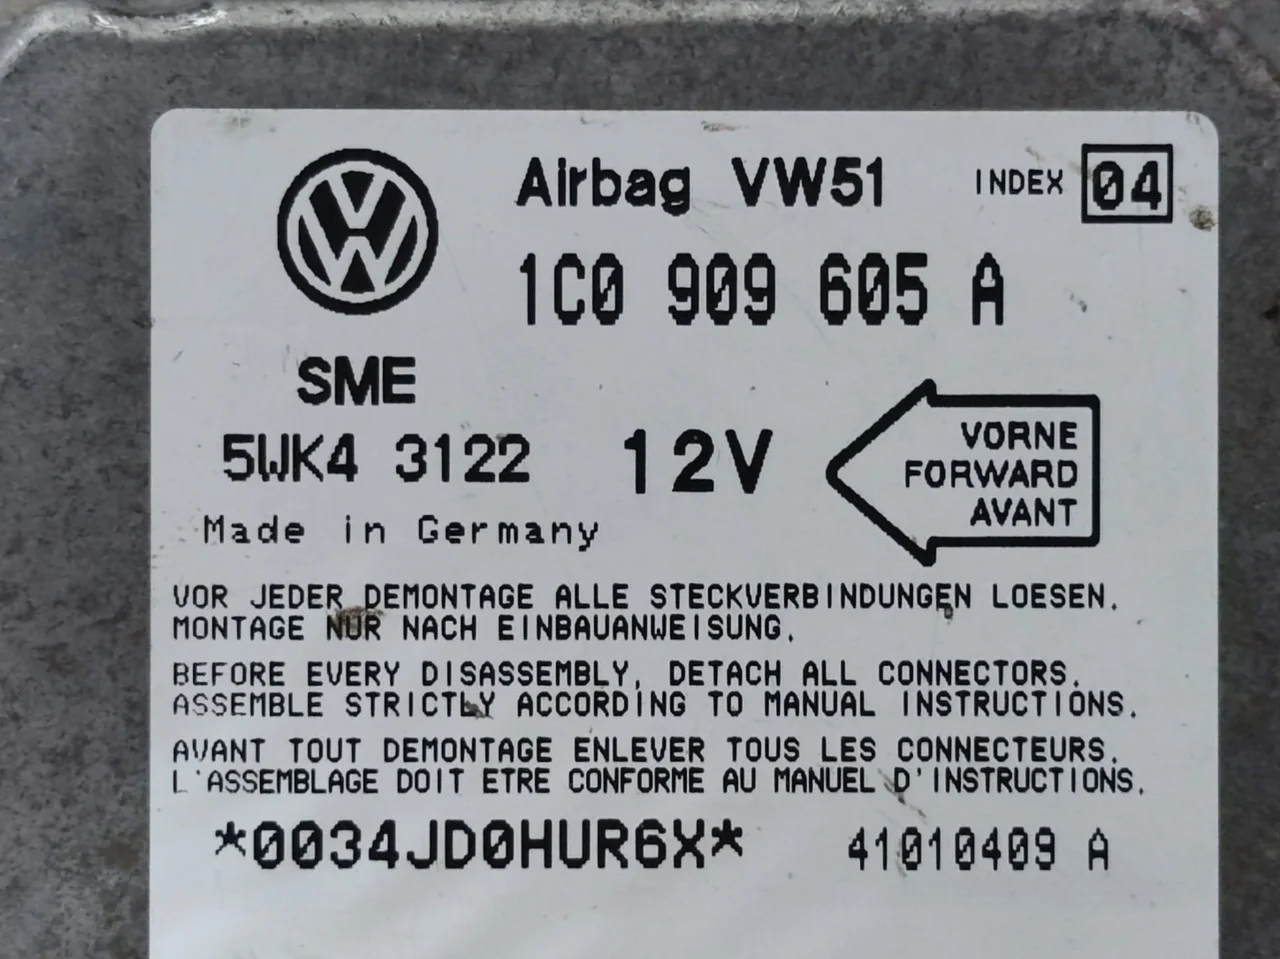 Airbag VW51 INDEX 04
1C0 909 605 A
SME
5WK4 3122 12V
VORNE
FORWARD
AVANT
Made in Germany
VOR JEDER DEMONTAGE ALLE STECKVERBINDUNGEN LOESEN.
MONTAGE NUR NACH EINBAUANWEISUNG.
BEFORE EVERY DISASSEMBLY, DETACH ALL CONNECTORS.
ASSEMBLE STRICTLY ACCORDING TO MANUAL INSTRUCTIONS.
AVANT TOUT DEMONTAGE ENLEVER TOUS LES CONNECTEURS.
L'ASSEMBLAGE DOIT ETRE CONFORME AU MANUEL D'INSTRUCTIONS.
*0034JD0HUR6X* 41010409 A